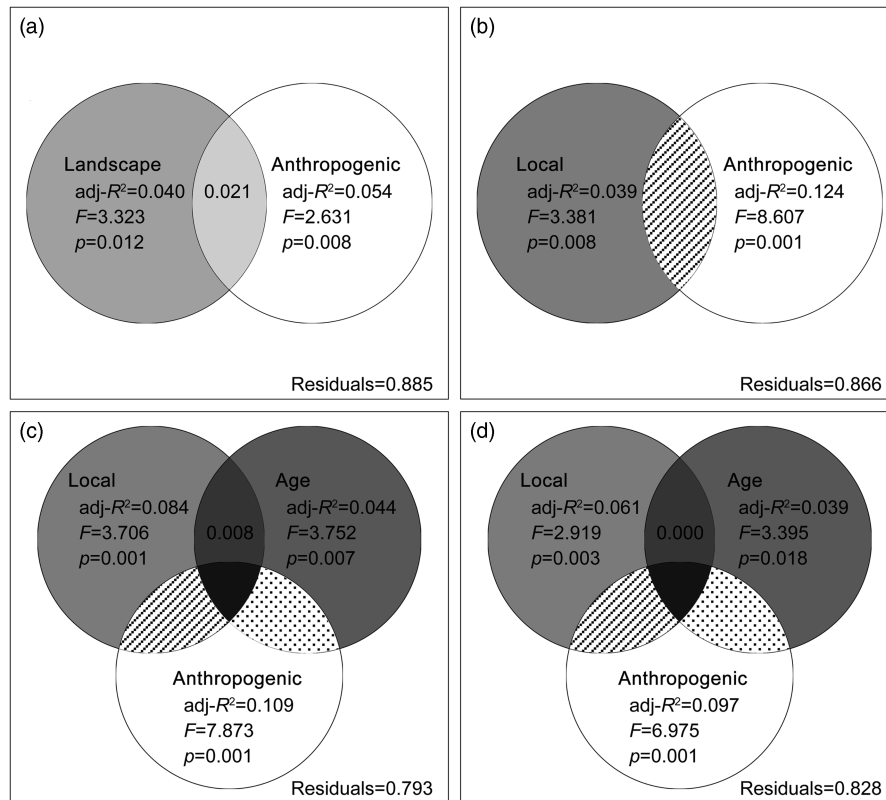 (a)
Landscape
adj-R²=0.040
F=3.323
p=0.012
0.021
Anthropogenic
adj-R²=0.054
F=2.631
p=0.008
Residuals=0.885
(b)
Local
adj-R²=0.039
F=3.381
p=0.008
Anthropogenic
adj-R²=0.124
F=8.607
p=0.001
Residuals=0.866
(c)
Local
adj-R²=0.084
F=3.706
p=0.001
0.008
Age
adj-R²=0.044
F=3.752
p=0.007
Anthropogenic
adj-R²=0.109
F=7.873
p=0.001
Residuals=0.793
(d)
Local
adj-R²=0.061
F=2.919
p=0.003
0.000
Age
adj-R²=0.039
F=3.395
p=0.018
Anthropogenic
adj-R²=0.097
F=6.975
p=0.001
Residuals=0.828